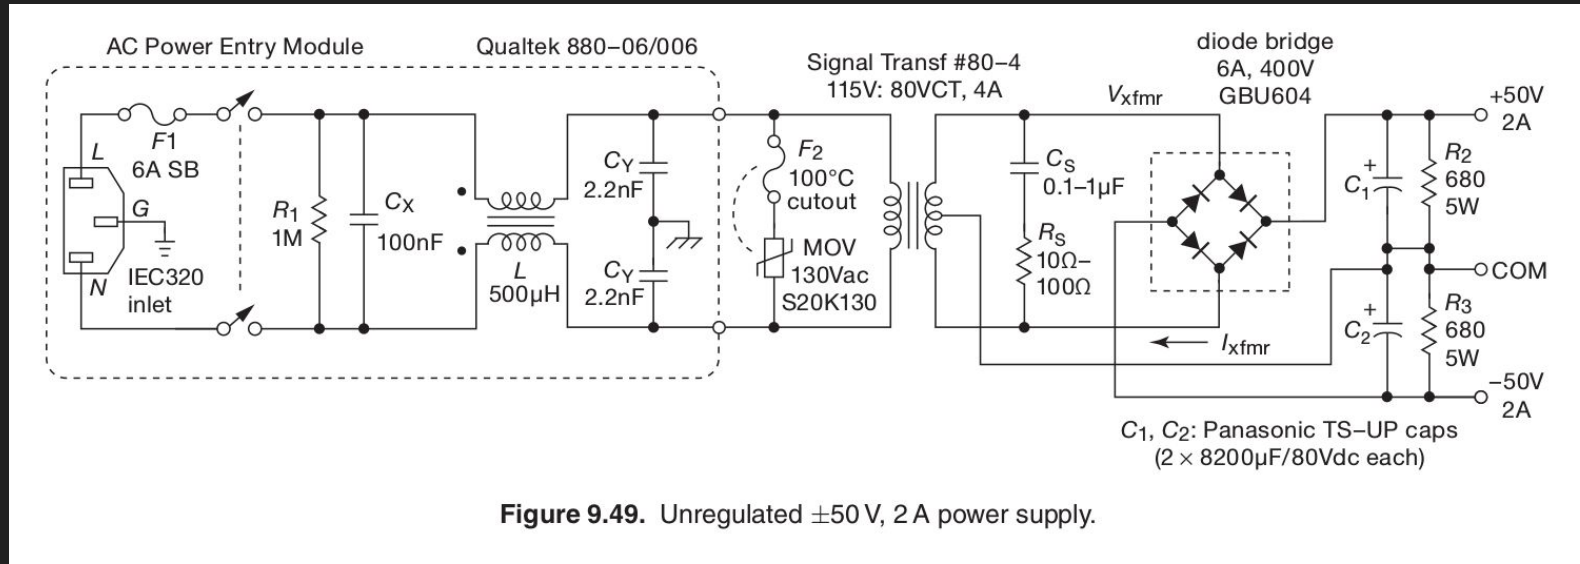 AC Power Entry Module
Qualtek 880–06/006
Signal Transf #80–4
115V: 80VCT, 4A
Vxfmr
diode bridge
6A, 400V
GBU604
+50V
2A
L
F1
6A SB
G
N
IEC320
inlet
R1
1M
CX
100nF
L
500µH
CY
2.2nF
CY
2.2nF
F2
100°C
cutout
MOV
130Vac
S20K130
CS
0.1–1µF
RS
10Ω–
100Ω
Ixfmr
+
C1
R2
680
5W
COM
+
C2
R3
680
5W
–50V
2A
C1, C2: Panasonic TS–UP caps
(2 × 8200µF/80Vdc each)
Figure 9.49. Unregulated ±50 V, 2 A power supply.